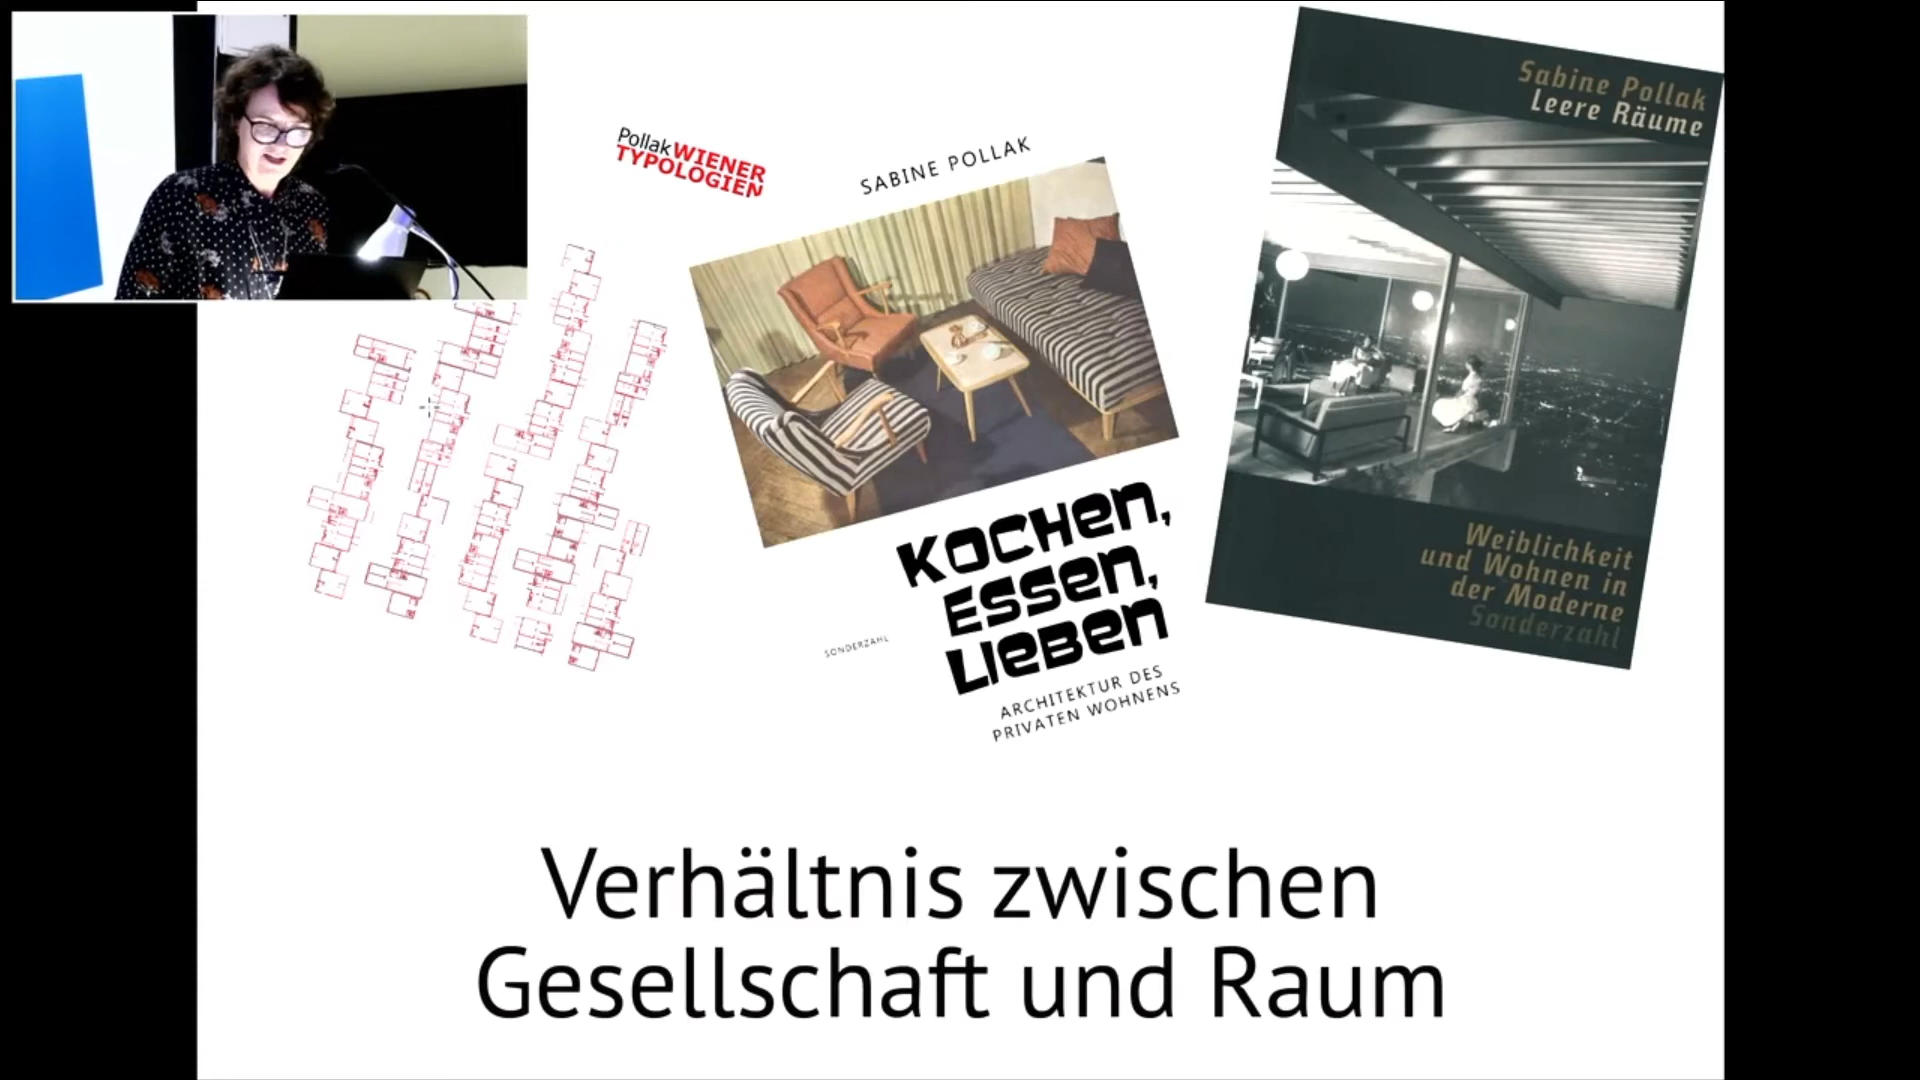 Pollak WIENER
TYPOLOGIEN
SABINE POLLAK
KOCHEN,
ESSEN,
LIEBEN
SONDERZAHL
ARCHITEKTUR DES
PRIVATEN WOHNENS
Sabine Pollak
Leere Räume
Weiblichkeit
und Wohnen in
der Moderne
Sonderzahl
Verhältnis zwischen
Gesellschaft und Raum